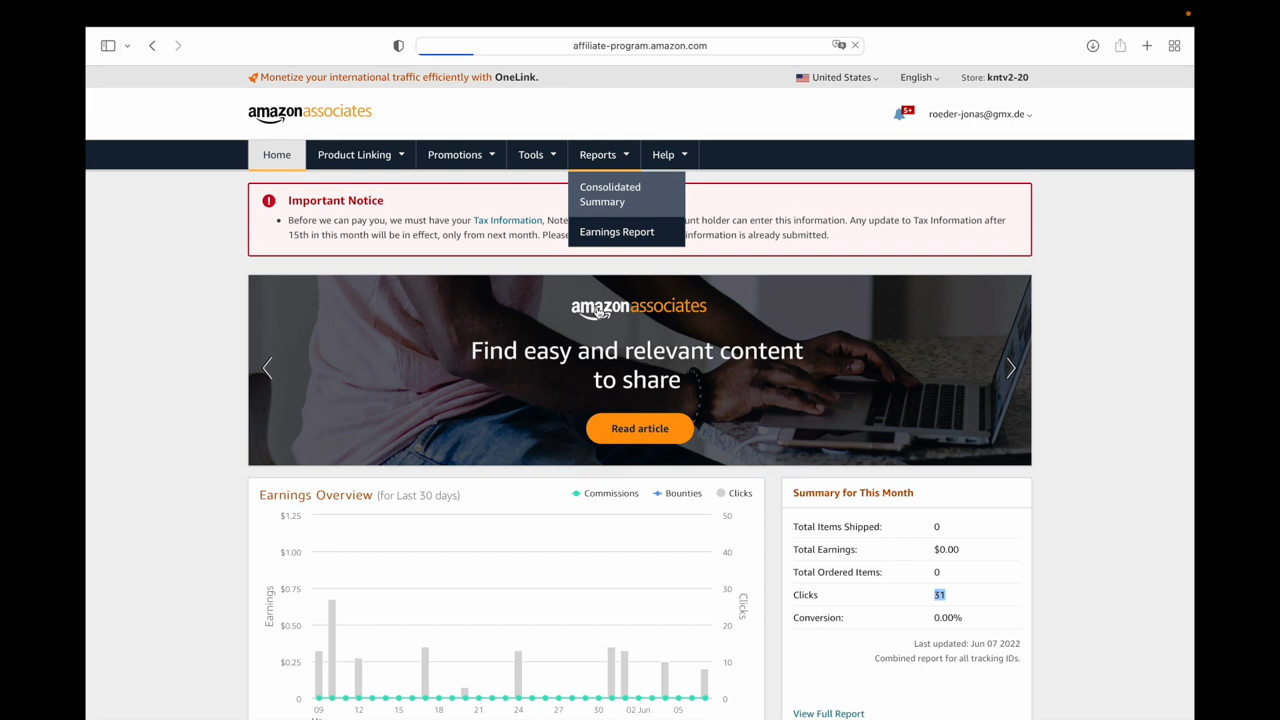 affiliate-program.amazon.com
Monetize your international traffic efficiently with OneLink.
United States
English
Store: kntv2-20
amazonassociates
5+
roeder-jonas@gmx.de
Home
Product Linking
Promotions
Tools
Reports
Help
Consolidated
Summary
Earnings Report
Important Notice
Before we can pay you, we must have your Tax Information, Note unt holder can enter this information. Any update to Tax Information after
15th in this month will be in effect, only from next month. Please information is already submitted.
amazonassociates
Find easy and relevant content
to share
Read article
Earnings Overview (for Last 30 days)
Commissions
Bounties
Clicks
$1.25
$1.00
$0.75
$0.50
$0.25
0
Earnings
50
40
30
20
10
0
Clicks
09
12
15
18
21
24
27
30
02 Jun
05
Summary for This Month
Total Items Shipped: 0
Total Earnings: $0.00
Total Ordered Items: 0
Clicks 31
Conversion: 0.00%
Last updated: Jun 07 2022
Combined report for all tracking IDs.
View Full Report